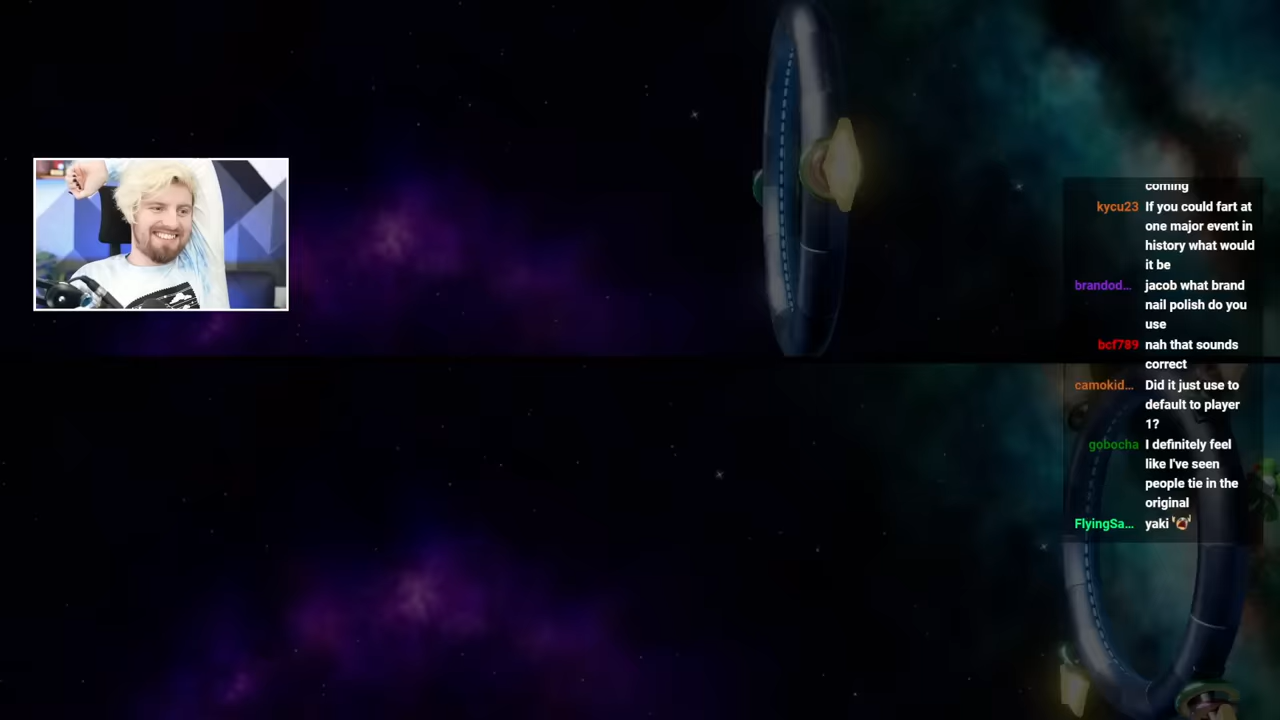 coming
kycu23 If you could fart at
one major event in
history what would
it be
brandod... jacob what brand
nail polish do you
use
bcf789 nah that sounds
correct
camokid... Did it just use to
default to player
1?
gobocha I definitely feel
like I've seen
people tie in the
original
FlyingSa... yaki